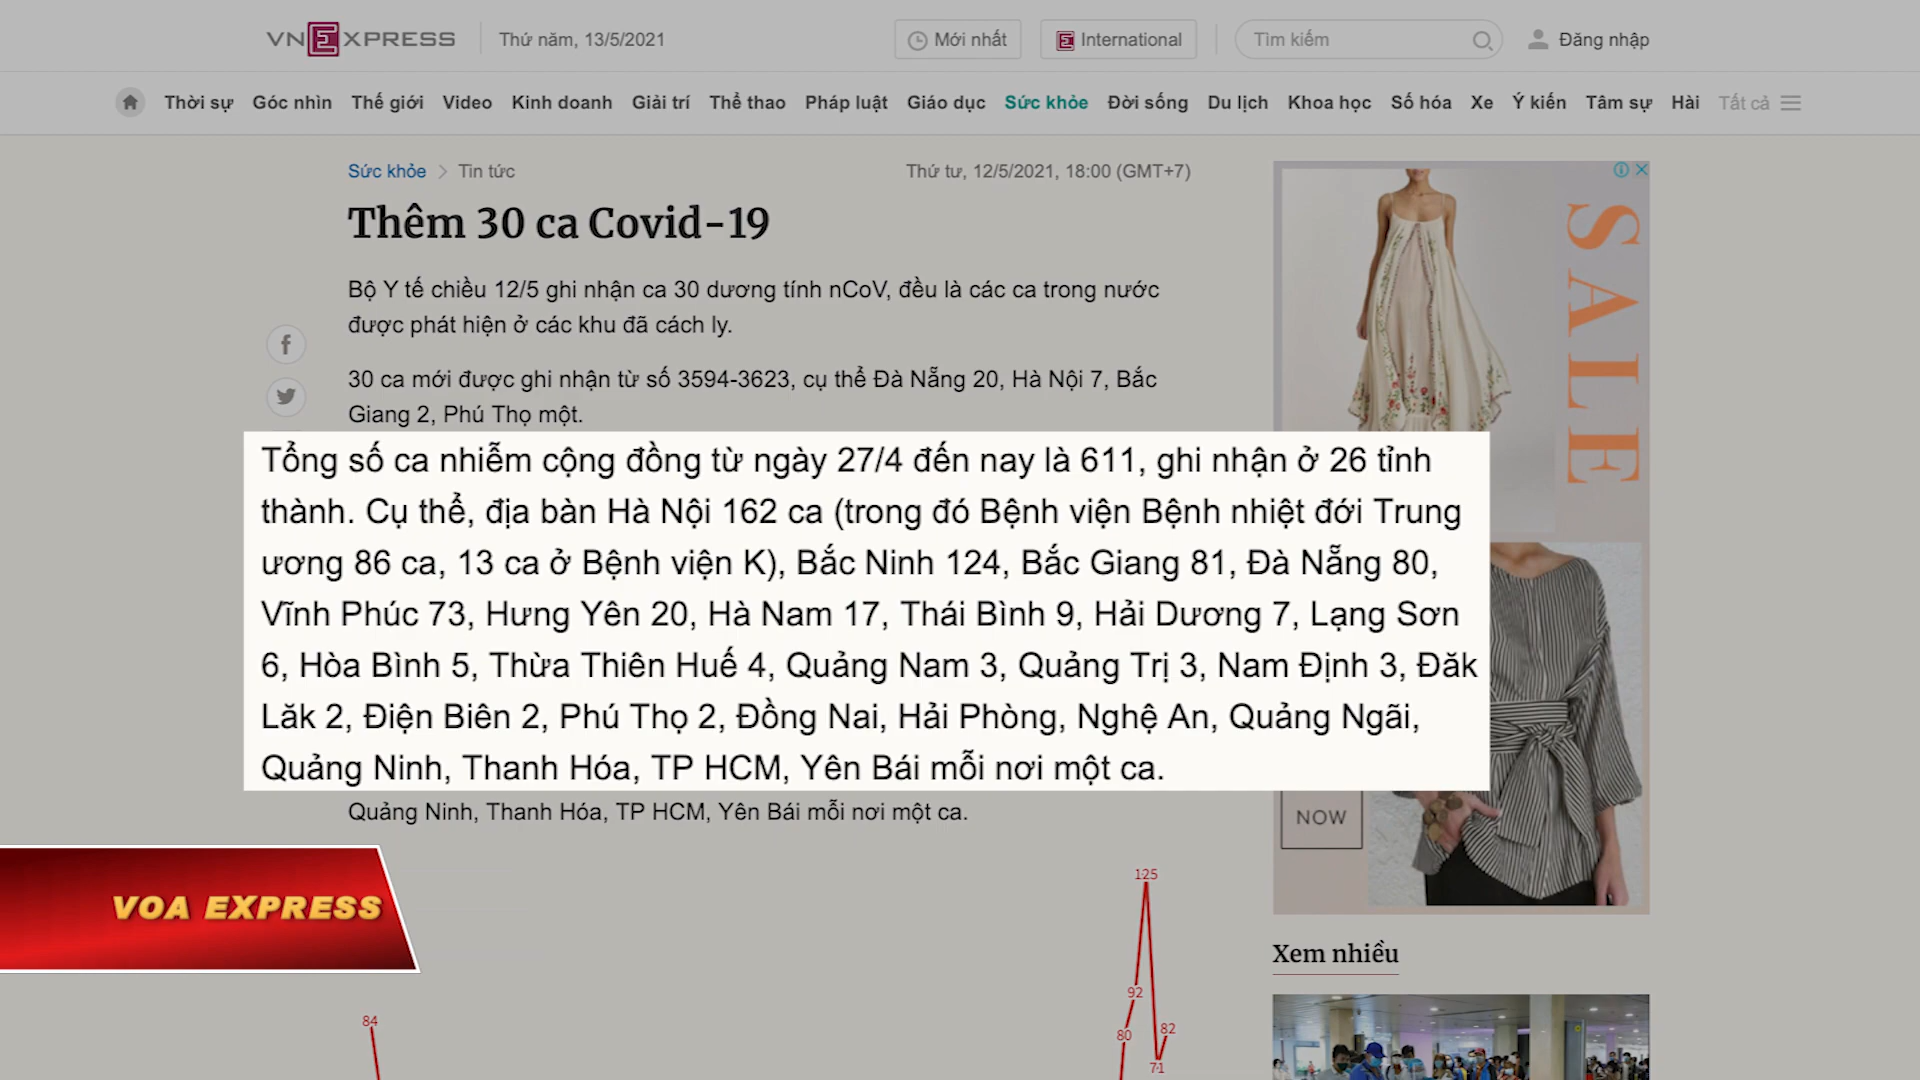 VNEXPRESS
Thứ năm, 13/5/2021
Mới nhất
International
Tìm kiếm
Đăng nhập
Thời sự Góc nhìn Thế giới Video Kinh doanh Giải trí Thể thao Pháp luật Giáo dục Sức khỏe Đời sống Du lịch Khoa học Số hóa Xe Ý kiến Tâm sự Hài Tất cả
Sức khỏe > Tin tức
Thứ tư, 12/5/2021, 18:00 (GMT+7)
Thêm 30 ca Covid-19
Bộ Y tế chiều 12/5 ghi nhận ca 30 dương tính nCoV, đều là các ca trong nước
được phát hiện ở các khu đã cách ly.
30 ca mới được ghi nhận từ số 3594-3623, cụ thể Đà Nẵng 20, Hà Nội 7, Bắc
Giang 2, Phú Thọ một.
Tổng số ca nhiễm cộng đồng từ ngày 27/4 đến nay là 611, ghi nhận ở 26 tỉnh
thành. Cụ thể, địa bàn Hà Nội 162 ca (trong đó Bệnh viện Bệnh nhiệt đới Trung
ương 86 ca, 13 ca ở Bệnh viện K), Bắc Ninh 124, Bắc Giang 81, Đà Nẵng 80,
Vĩnh Phúc 73, Hưng Yên 20, Hà Nam 17, Thái Bình 9, Hải Dương 7, Lạng Sơn
6, Hòa Bình 5, Thừa Thiên Huế 4, Quảng Nam 3, Quảng Trị 3, Nam Định 3, Đăk
Lăk 2, Điện Biên 2, Phú Thọ 2, Đồng Nai, Hải Phòng, Nghệ An, Quảng Ngãi,
Quảng Ninh, Thanh Hóa, TP HCM, Yên Bái mỗi nơi một ca.
Quảng Ninh, Thanh Hóa, TP HCM, Yên Bái mỗi nơi một ca.
SALE
NOW
VOA EXPRESS
125
92
84
82
80
71
Xem nhiều